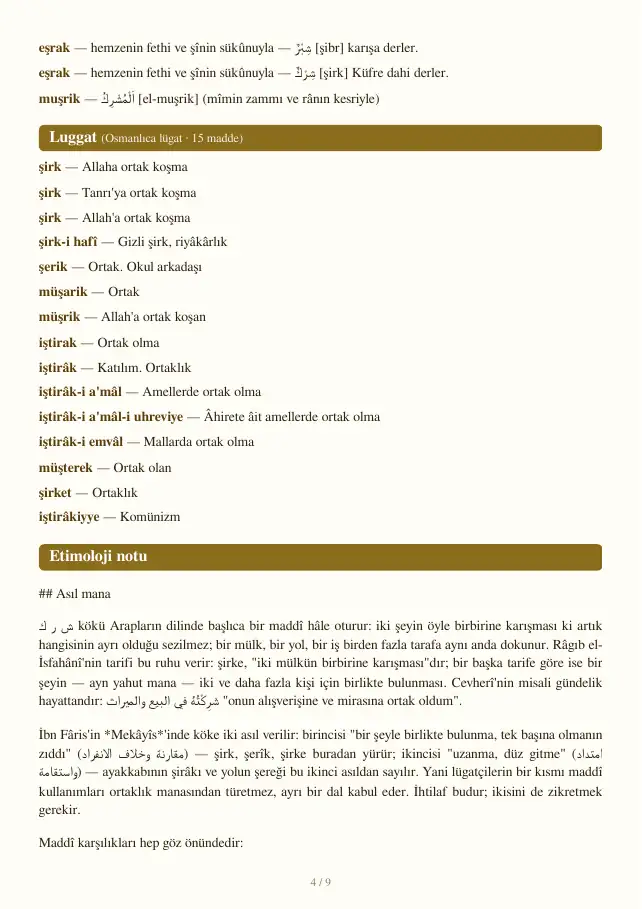 eşrak — hemzenin fethi ve şînin sükûnuyla — شِبْرٌ [şibr] karışa derler.
eşrak — hemzenin fethi ve şînin sükûnuyla — شِرْكٌ [şirk] Küfre dahi derler.
muşrik — اَلْمُشْرِكُ [el-muşrik] (mîmin zammı ve rânın kesriyle)
Luggat (Osmanlıca lügat · 15 madde)
şirk — Allaha ortak koşma
şirk — Tanrı'ya ortak koşma
şirk — Allah'a ortak koşma
şirk-i hafî — Gizli şirk, riyâkârlık
şerik — Ortak. Okul arkadaşı
müşarik — Ortak
müşrik — Allah'a ortak koşan
iştirak — Ortak olma
iştirâk — Katılım. Ortaklık
iştirâk-i a'mâl — Amellerde ortak olma
iştirâk-i a'mâl-i uhreviye — Âhirete âit amellerde ortak olma
iştirâk-i emvâl — Mallarda ortak olma
müşterek — Ortak olan
şirket — Ortaklık
iştirâkiyye — Komünizm
Etimoloji notu
## Asıl mana
ش ر ك kökü Arapların dilinde başlıca bir maddî hâle oturur: iki şeyin öyle birbirine karışması ki artık
hangisinin ayrı olduğu sezilmez; bir mülk, bir yol, bir iş birden fazla tarafa aynı anda dokunur. Râgıb el-
İsfahânî'nin tarifi bu ruhu verir: şirke, "iki mülkün birbirine karışması"dır; bir başka tarife göre ise bir
şeyin — ayn yahut mana — iki ve daha fazla kişi için birlikte bulunması. Cevherî'nin misali gündelik
hayattandır: شركْتُهُ في البيع والميراث "onun alışverişine ve mirasına ortak oldum".
İbn Fâris'in *Mekâyîs*'inde köke iki asıl verilir: birincisi "bir şeyle birlikte bulunma, tek başına olmanın
zıddı" (مقارنة وخلاف الانفراد) — şirk, şerîk, şirke buradan yürür; ikincisi "uzanma, düz gitme" (امتداد
واستقامة) — ayakkabının şirâkı ve yolun şereği bu ikinci asıldan sayılır. Yani lügatçilerin bir kısmı maddî
kullanımları ortaklık manasından türetmez, ayrı bir dal kabul eder. İhtilaf budur; ikisini de zikretmek
gerekir.
Maddî karşılıkları hep göz önündedir:
4 / 9